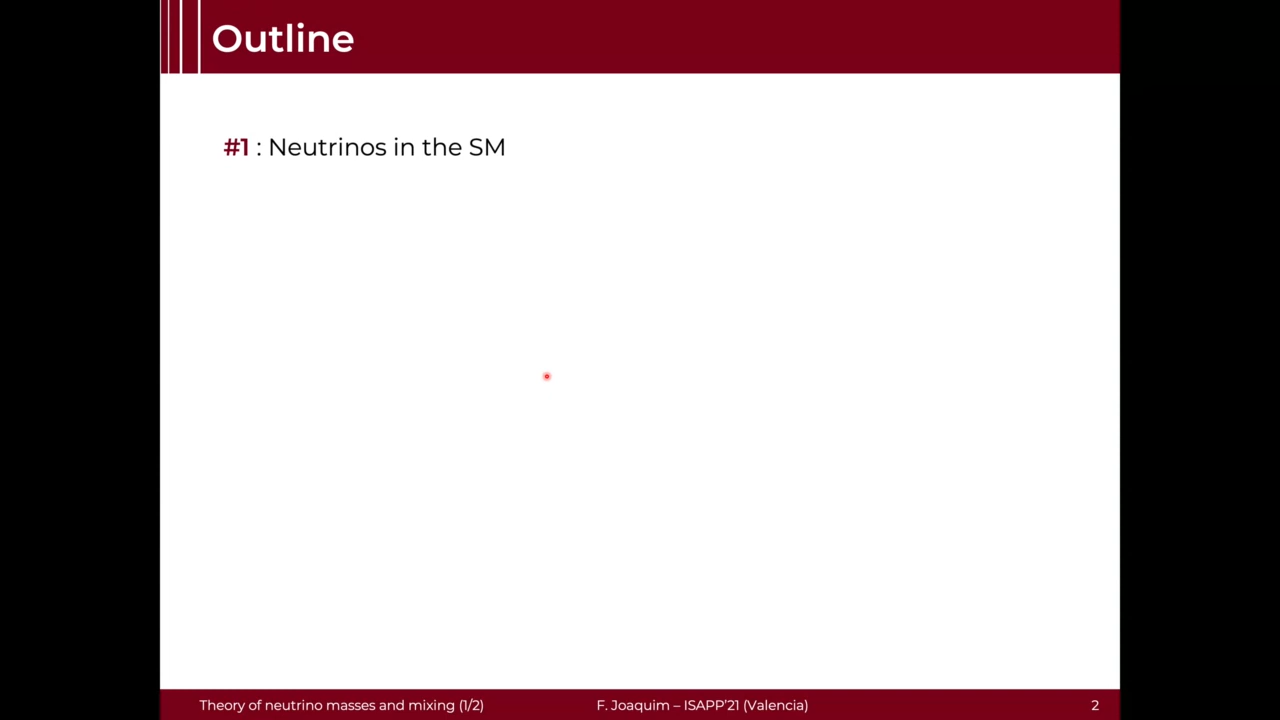 Outline
#1 : Neutrinos in the SM
Theory of neutrino masses and mixing (1/2) F. Joaquim – ISAPP’21 (Valencia) 2